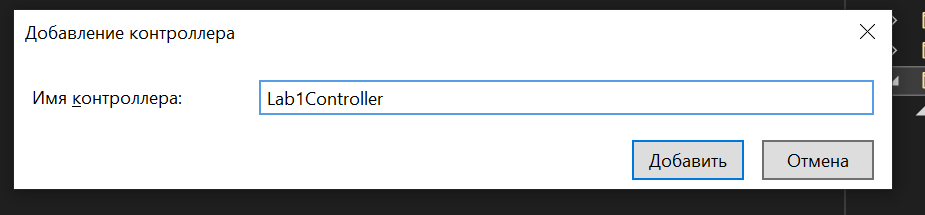 Добавление контроллера
Имя контроллера:
Lab1Controller
Добавить
Отмена